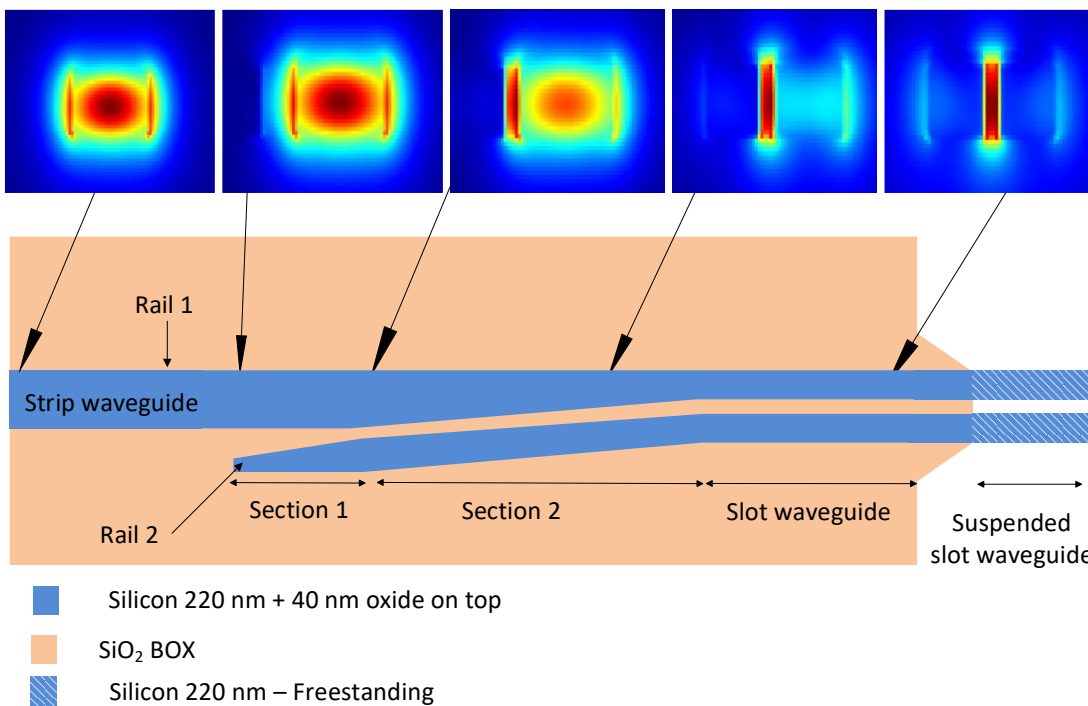 Rail 1
Strip waveguide
Section 1
Section 2
Slot waveguide
Rail 2
Suspended
slot waveguide
Silicon 220 nm + 40 nm oxide on top
SiO₂ BOX
Silicon 220 nm – Freestanding